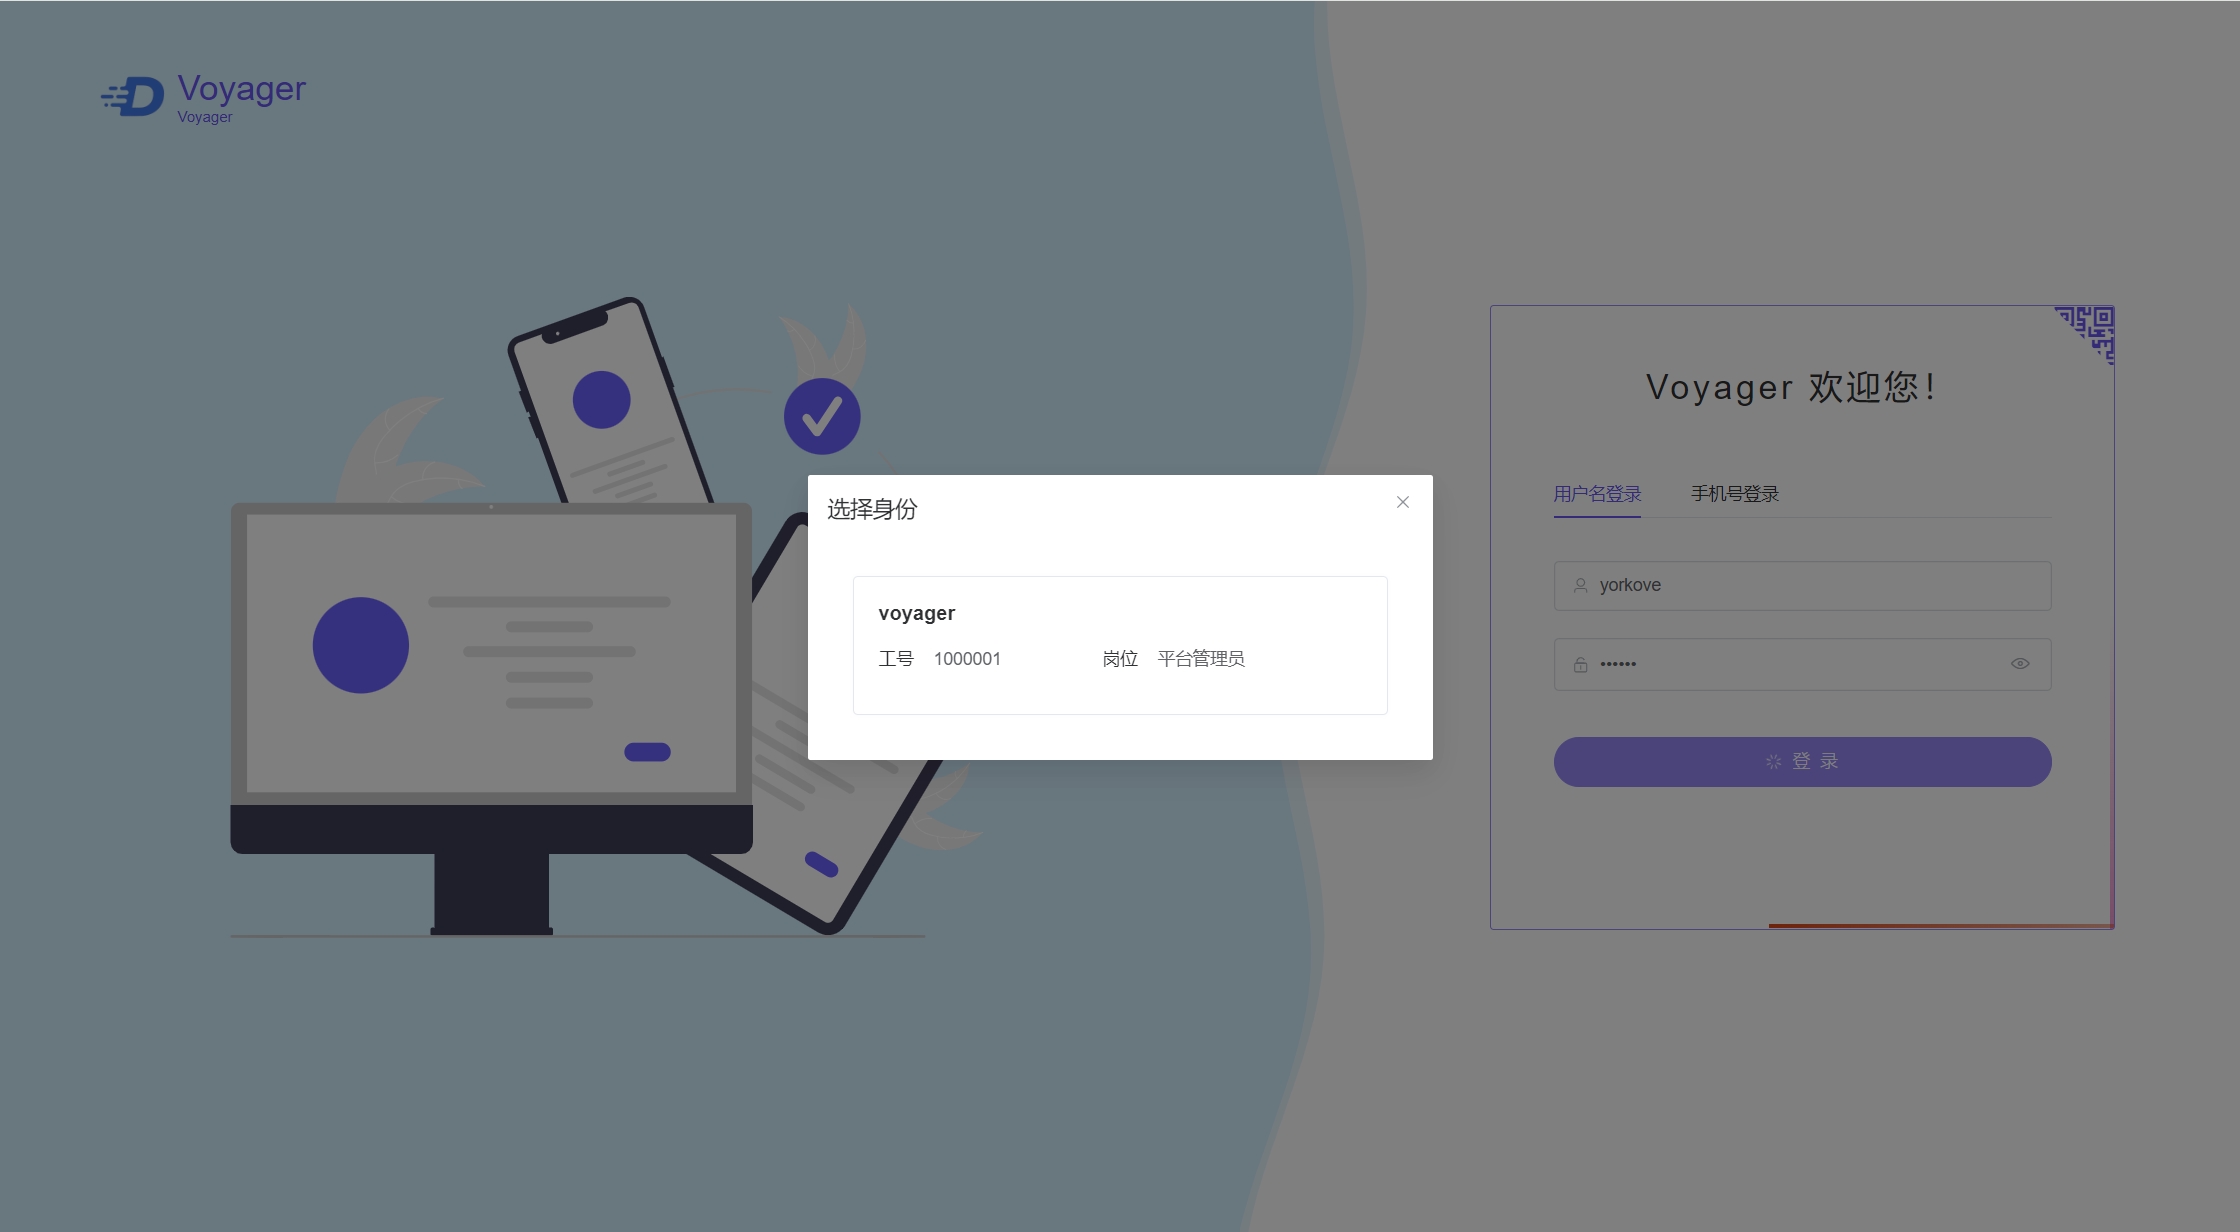 Voyager
Voyager
Voyager 欢迎您!
用户名登录 手机号登录
yorkove
••••••
登 录
选择身份
voyager
工号 1000001 岗位 平台管理员